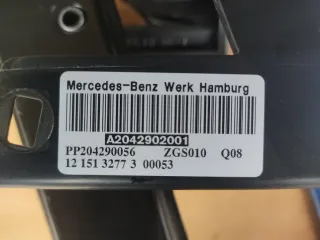 Mercedes-Benz Werk Hamburg
A2042902001
PP204290056 ZGS010 Q08
12 151 3277 3 00053